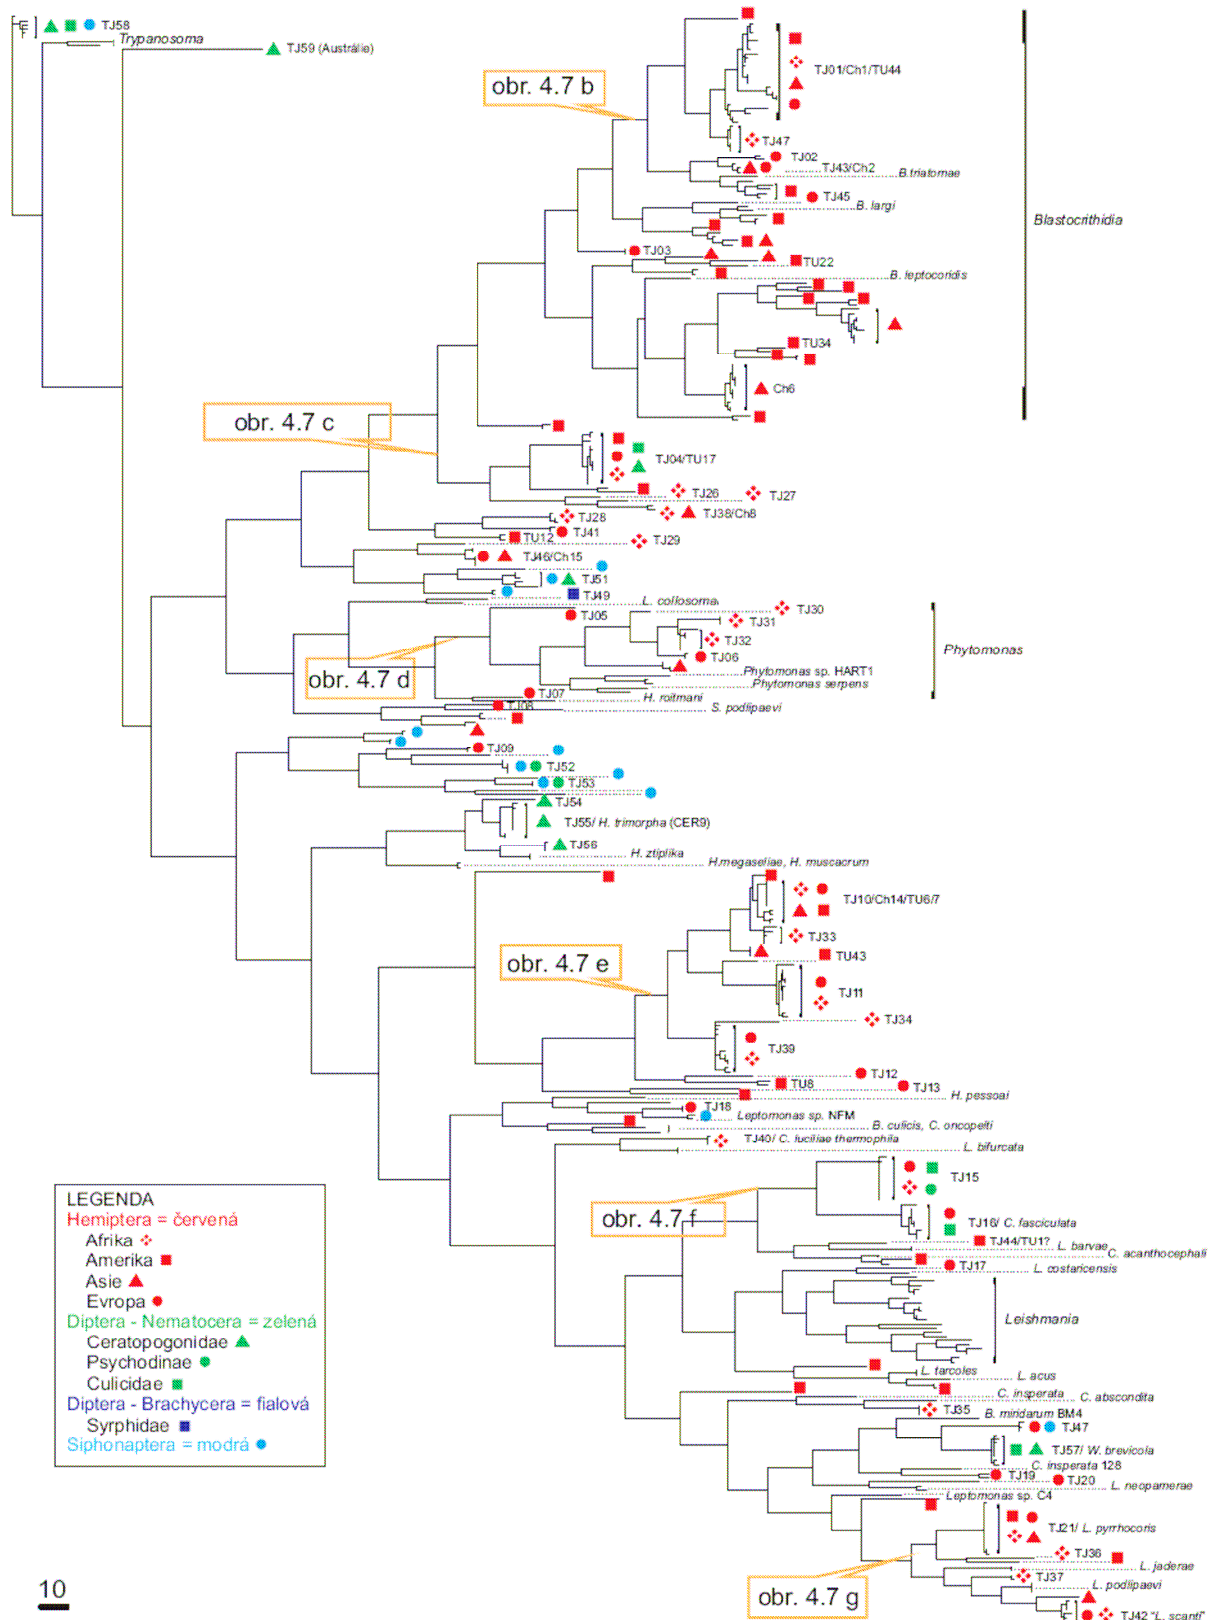 TJ58
Trypanosoma
TJ59 (Austrálie)
obr. 4.7 b
TJ01/Ch1/TU44
TJ47
TJ02
TJ43/Ch2
B.triatomae
TJ45
B. largi
Blastocrithidia
TJ03
TU22
B. leptocoridis
TU34
Ch6
obr. 4.7 c
TJ04/TU17
TJ26
TJ27
TJ38/Ch8
TJ28
TJ41
TU12
TJ29
TJ46/Ch15
TJ51
TJ49
L. collosoma
TJ30
TJ05
TJ31
TJ32
TJ06
Phytomonas
obr. 4.7 d
Phytomonas sp. HART1
Phytomonas serpens
TJ07
H. roitmani
TJ08
S. podlipaevi
TJ09
TJ52
TJ53
TJ54
TJ55/ H. trimorpha (CER9)
TJ56
H. ztiplika
H.megaseliae, H. muscacrum
TJ10/Ch14/TU6/7
TJ33
TU43
obr. 4.7 e
TJ11
TJ34
TJ39
TJ12
TU8
TJ13
H. pessoai
TJ18
Leptomonas sp. NFM
B. culicis, C. oncopelti
TJ40/ C. luciliae thermophila
L. bifurcata
TJ15
obr. 4.7 f
TJ16/ C. fasciculata
TJ44/TU1?
L. barvae
C. acanthocephali
TJ17
L. costaricensis
Leishmania
L. tarcoles
L. acus
C. insperata
C. abscondita
TJ35
B. miridarum BM4
TJ47
TJ57/ W. brevicola
C. insperata 128
TJ19
TJ20
L. neopamerae
Leptomonas sp. C4
TJ21/ L. pyrrhocoris
TJ36
L. jaderae
TJ37
L. podlipaevi
obr. 4.7 g
TJ42 "L. scanti"
LEGENDA
Hemiptera = červená
Afrika
Amerika
Asie
Evropa
Diptera - Nematocera = zelená
Ceratopogonidae
Psychodinae
Culicidae
Diptera - Brachycera = fialová
Syrphidae
Siphonaptera = modrá
10